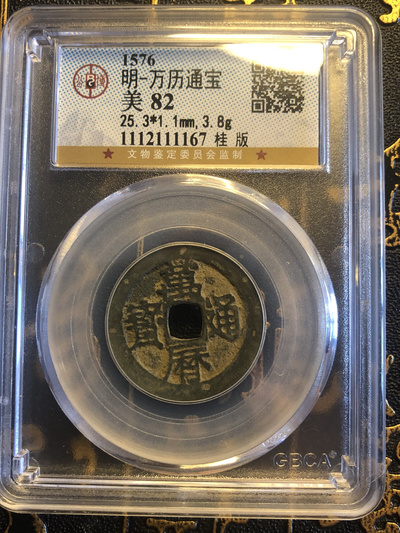 1576
明-万历通宝
美 82
25.3*1.1mm,3.8g
1112111167 桂 版
★ 文物鉴定委员会监制 ★
萬曆通寶
GBCA